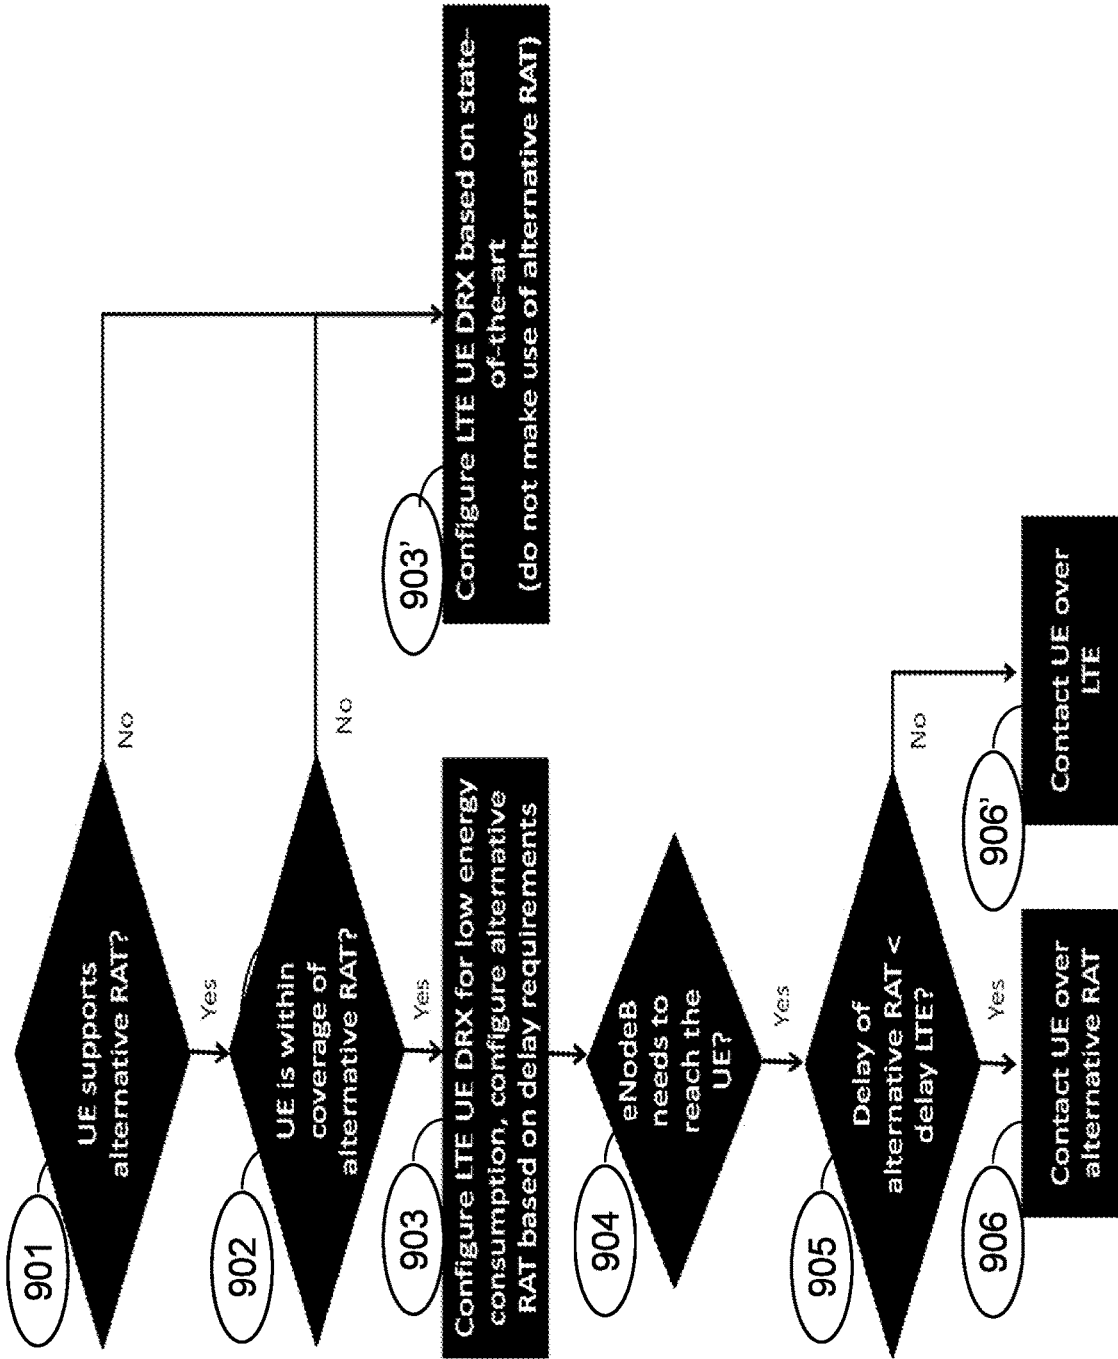 901
UE supports
alternative RAT?
No
Yes
902
UE is within
coverage of
alternative RAT?
No
Yes
903
Configure LTE UE DRX for low energy
consumption, configure alternative
RAT based on delay requirements
903'
Configure LTE UE DRX based on state-
of-the-art
(do not make use of alternative RAT)
904
eNodeB
needs to
reach the
UE?
Yes
905
Delay of
alternative RAT <
delay LTE?
No
Yes
906
Contact UE over
alternative RAT
906'
Contact UE over
LTE